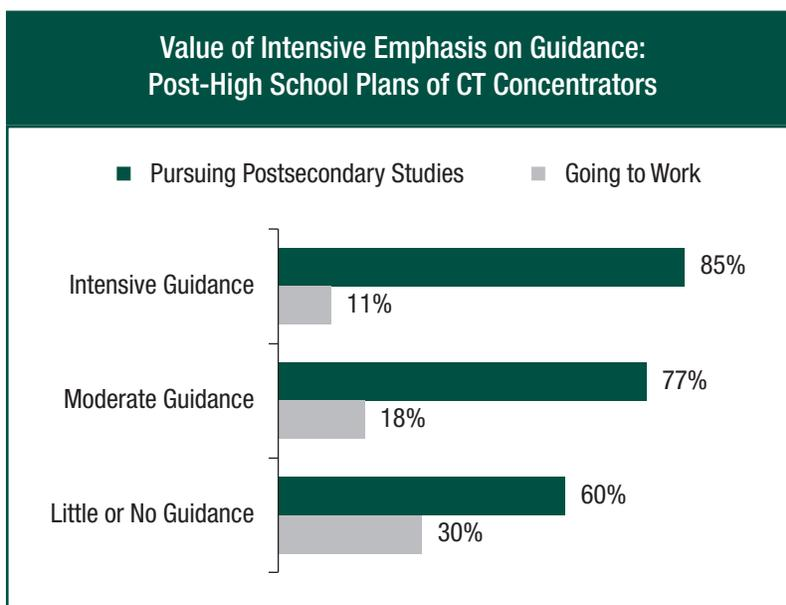 Value of Intensive Emphasis on Guidance:
Post-High School Plans of CT Concentrators
Pursuing Postsecondary Studies
Going to Work
Intensive Guidance
85%
11%
Moderate Guidance
77%
18%
Little or No Guidance
60%
30%